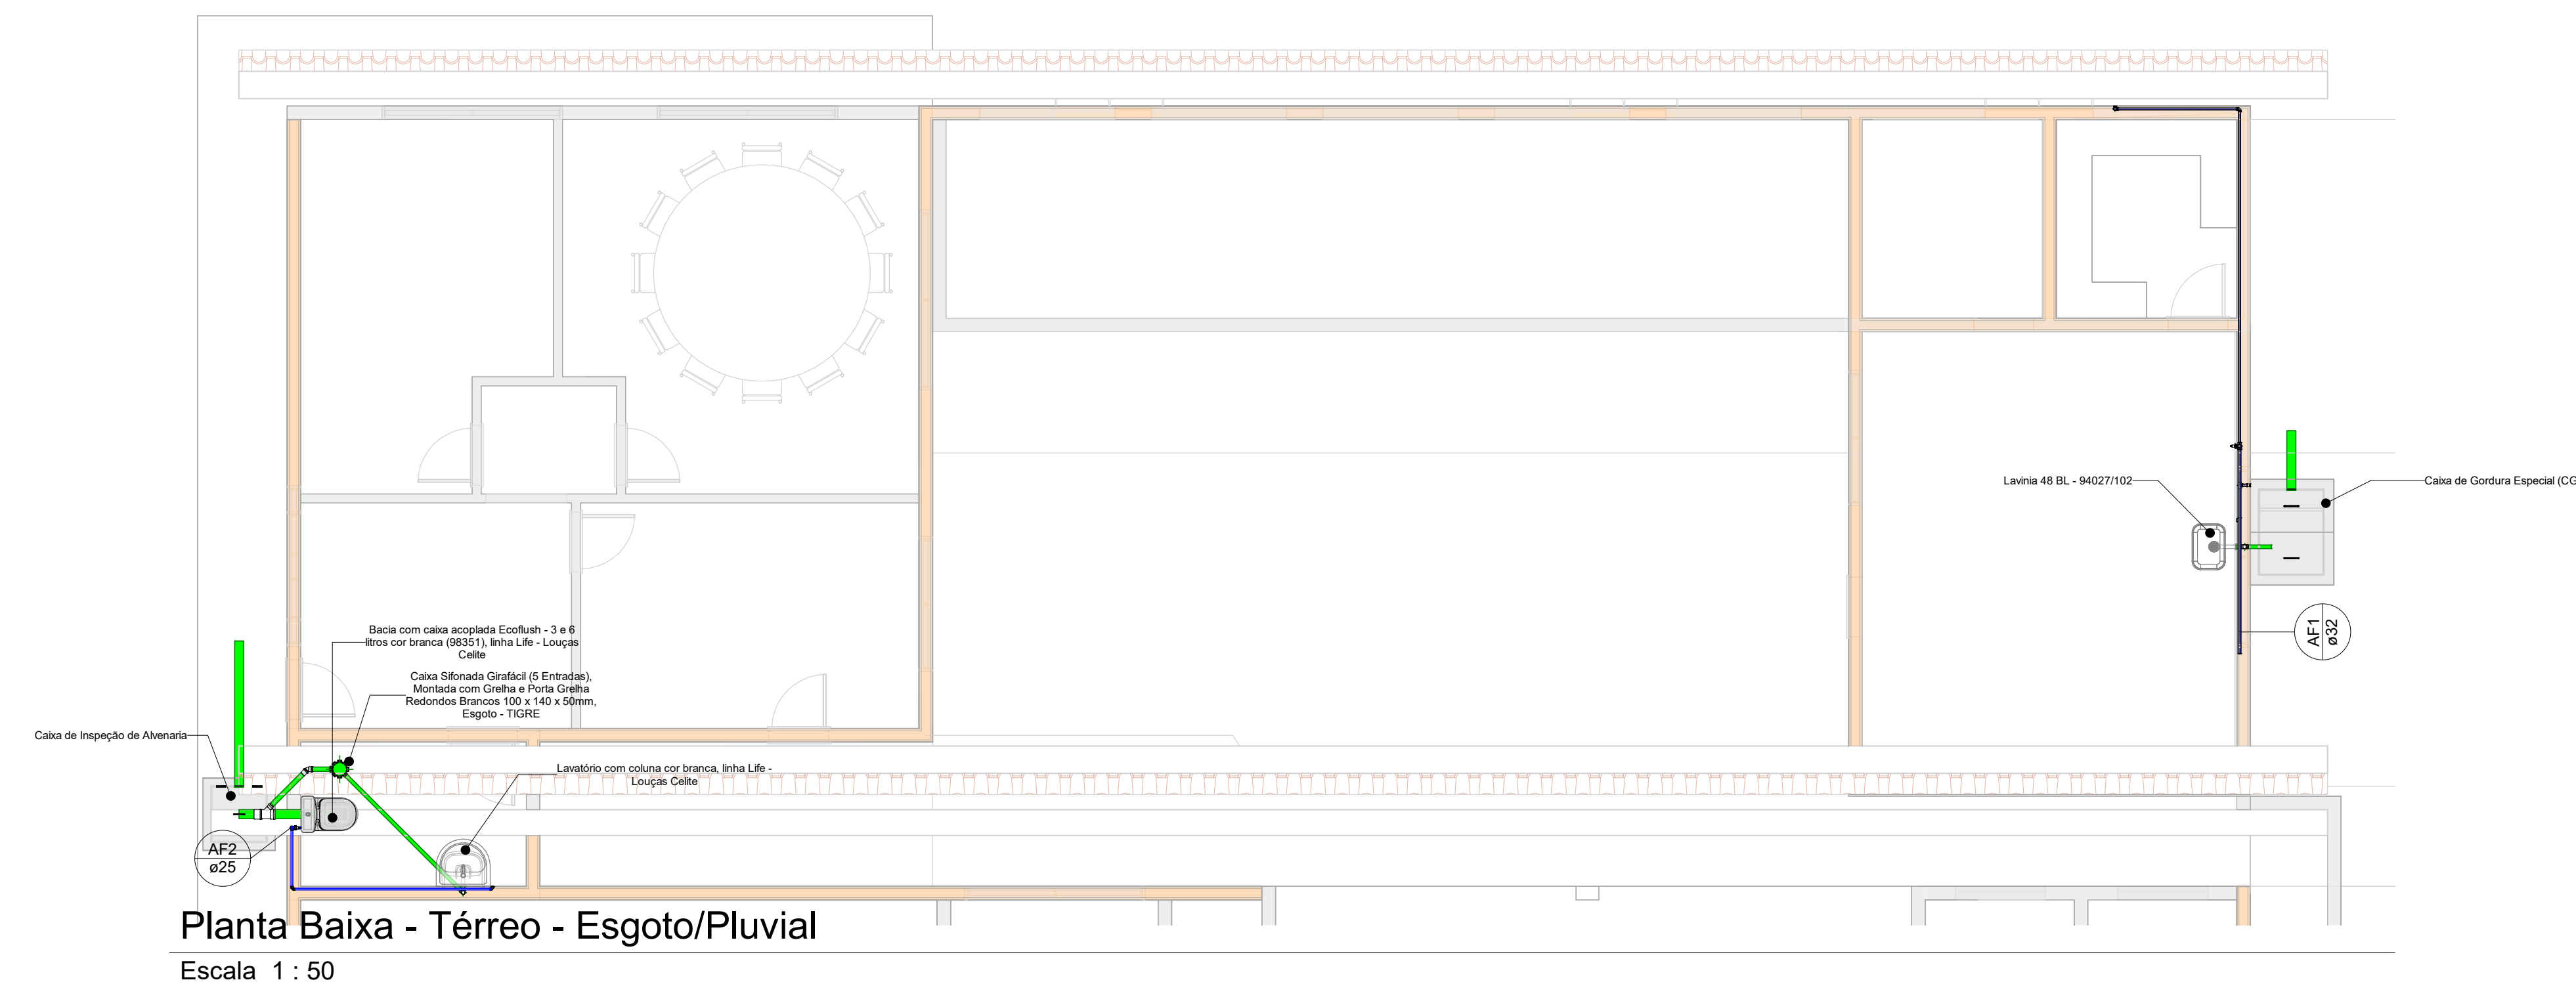 Lavinia 48 BL - 94027/102
Caixa de Gordura Especial (CG
AF1
ø32
Bacia com caixa acoplada Ecoflush - 3 e 6
litros cor branca (98351), linha Life - Louças
Celite
Caixa Sifonada Girafácil (5 Entradas),
Montada com Grelha e Porta Grelha
Redondos Brancos 100 x 140 x 50mm,
Esgoto - TIGRE
Caixa de Inspeção de Alvenaria
Lavatório com coluna cor branca, linha Life -
Louças Celite
AF2
ø25
Planta Baixa - Térreo - Esgoto/Pluvial
Escala 1 : 50